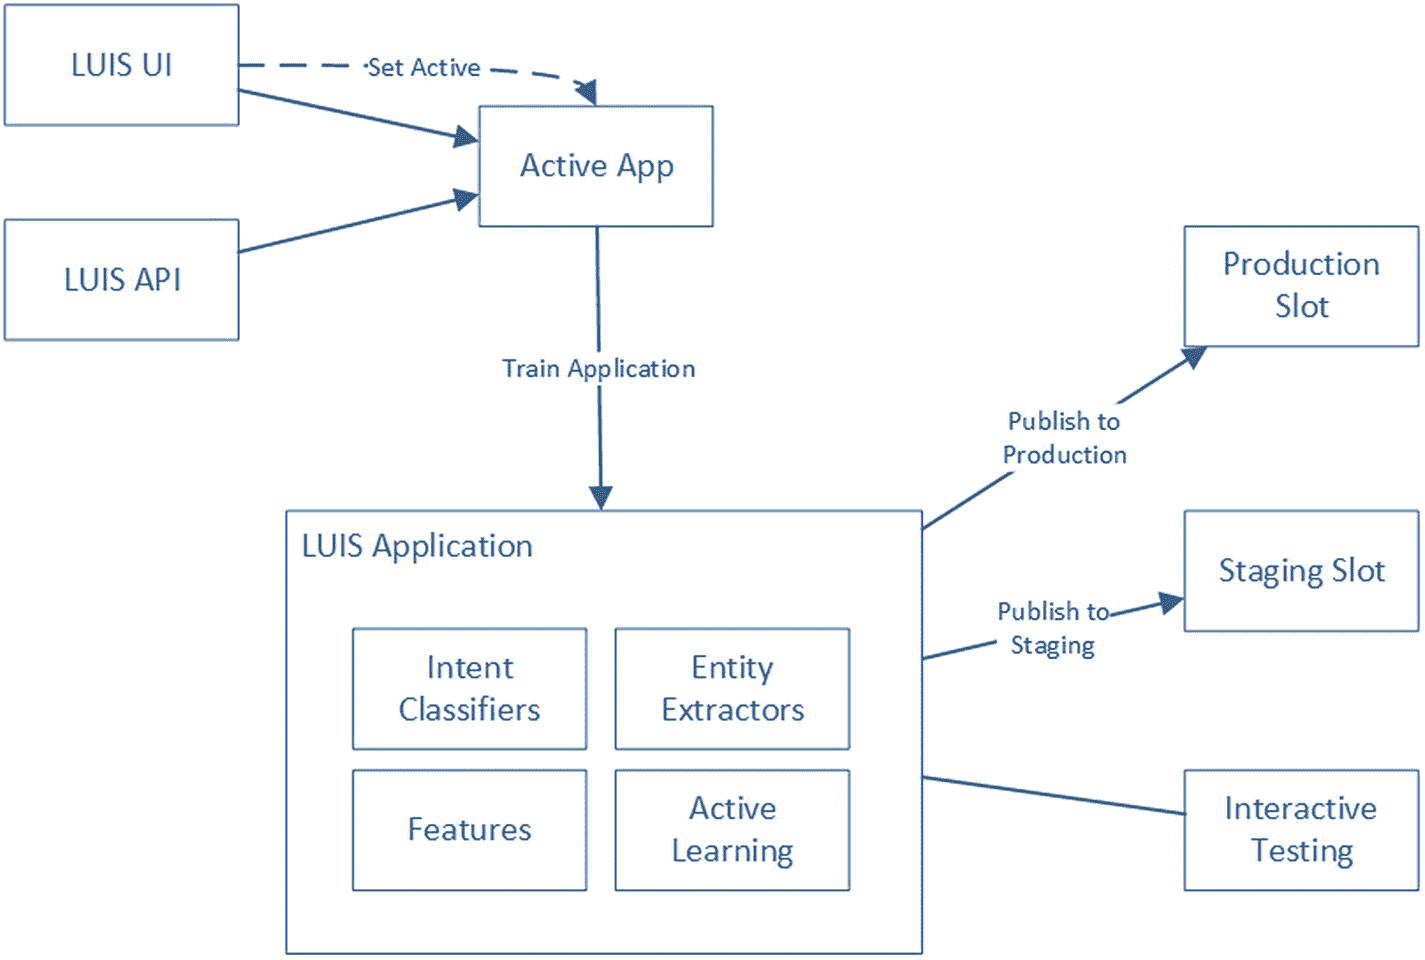 LUIS UI
Set Active
Active App
LUIS API
Production
Slot
Train Application
Publish to
Production
LUIS Application
Staging Slot
Publish to
Staging
Intent
Classifiers
Entity
Extractors
Features
Active
Learning
Interactive
Testing